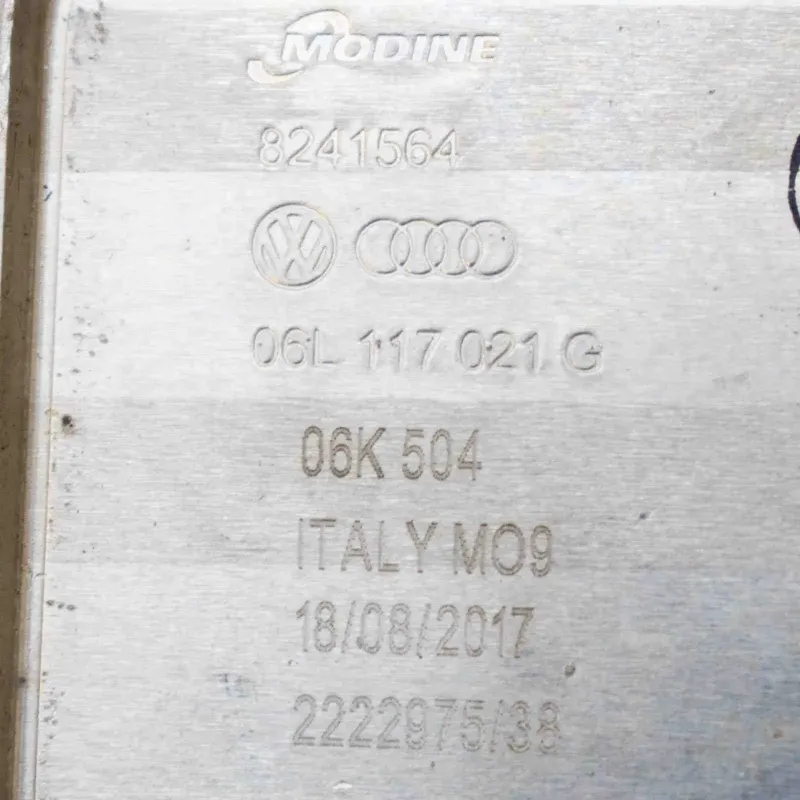 MODINE
8241564
06L 117 021 G
06K 504
ITALY MO9
18/08/2017
2222975/38